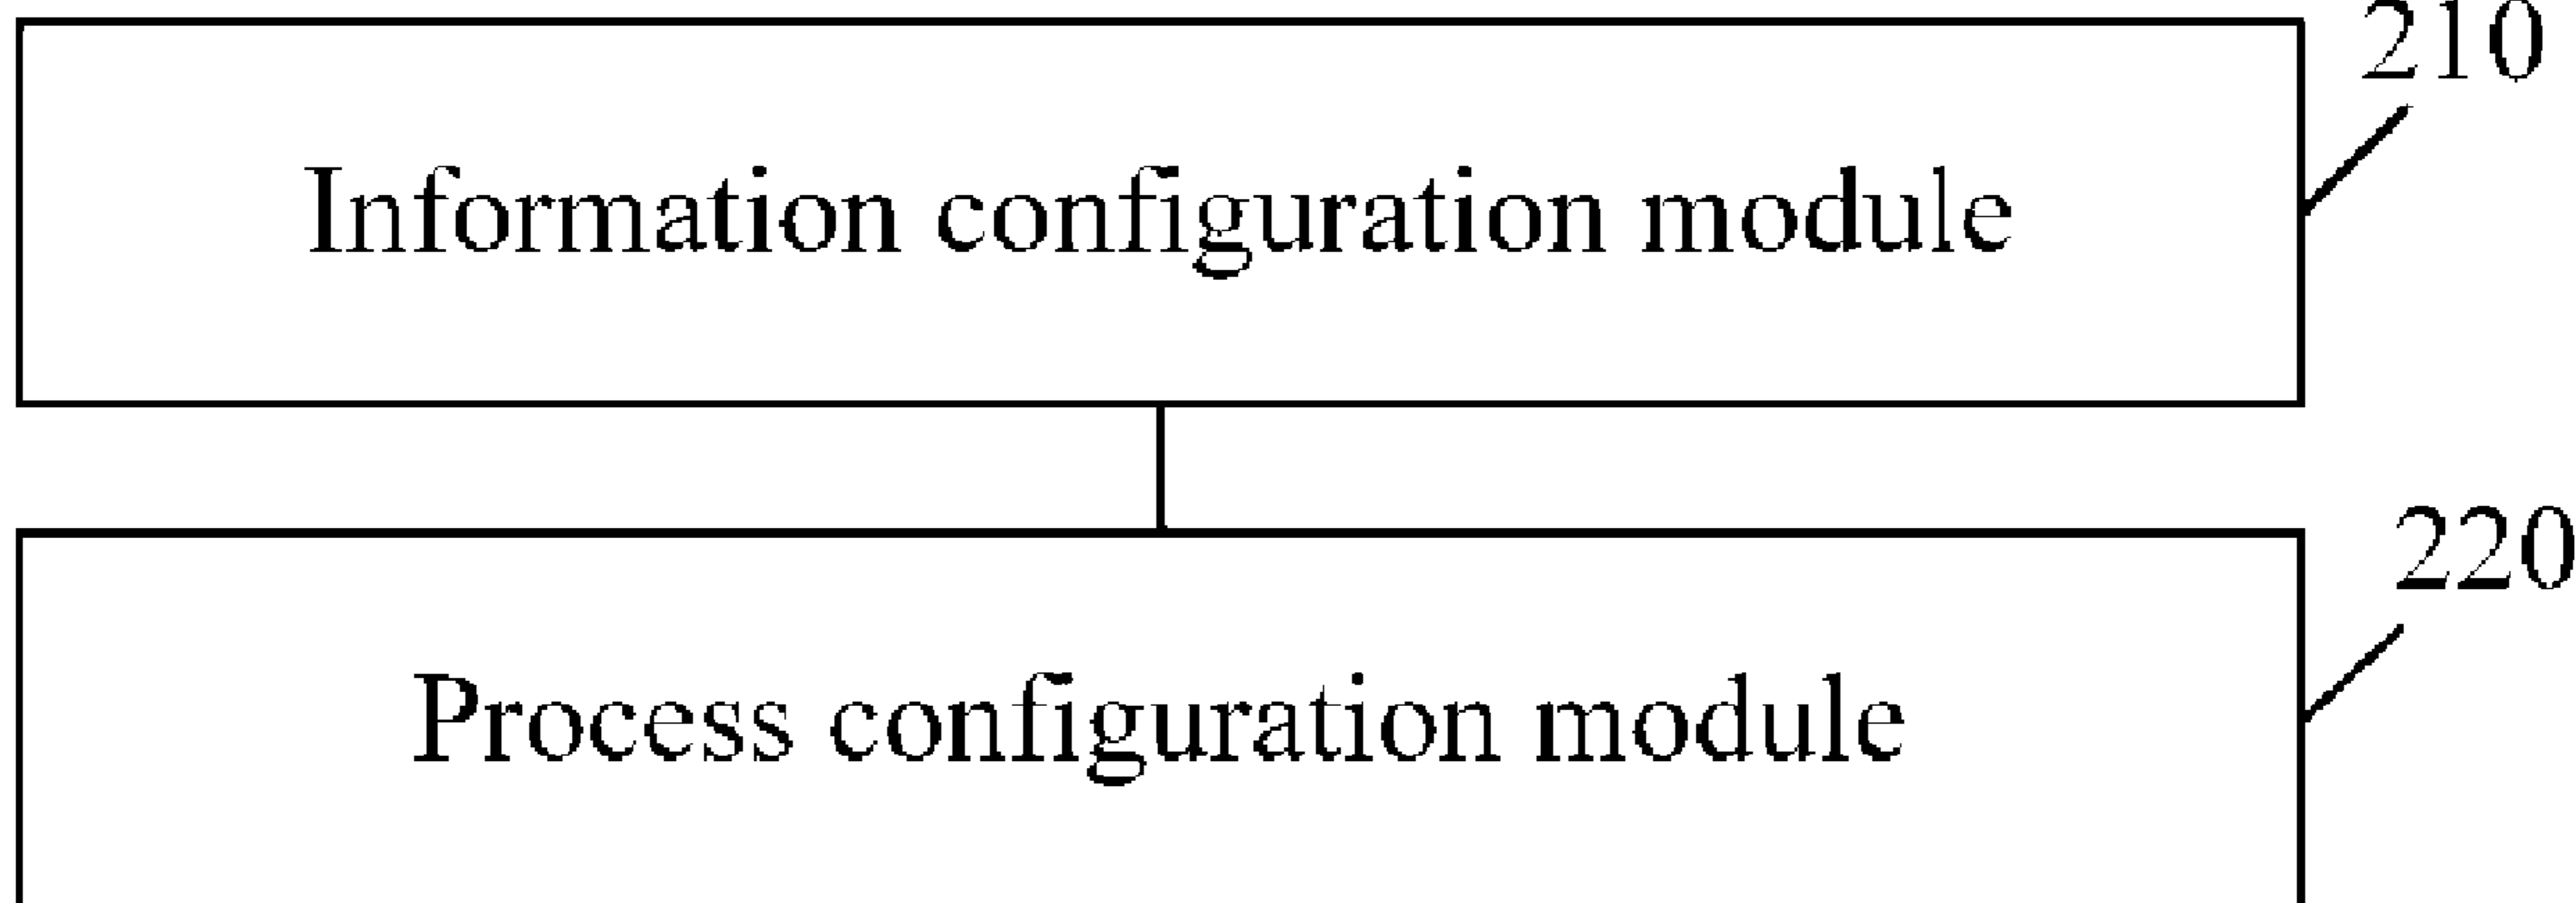 210
Information configuration module
220
Process configuration module